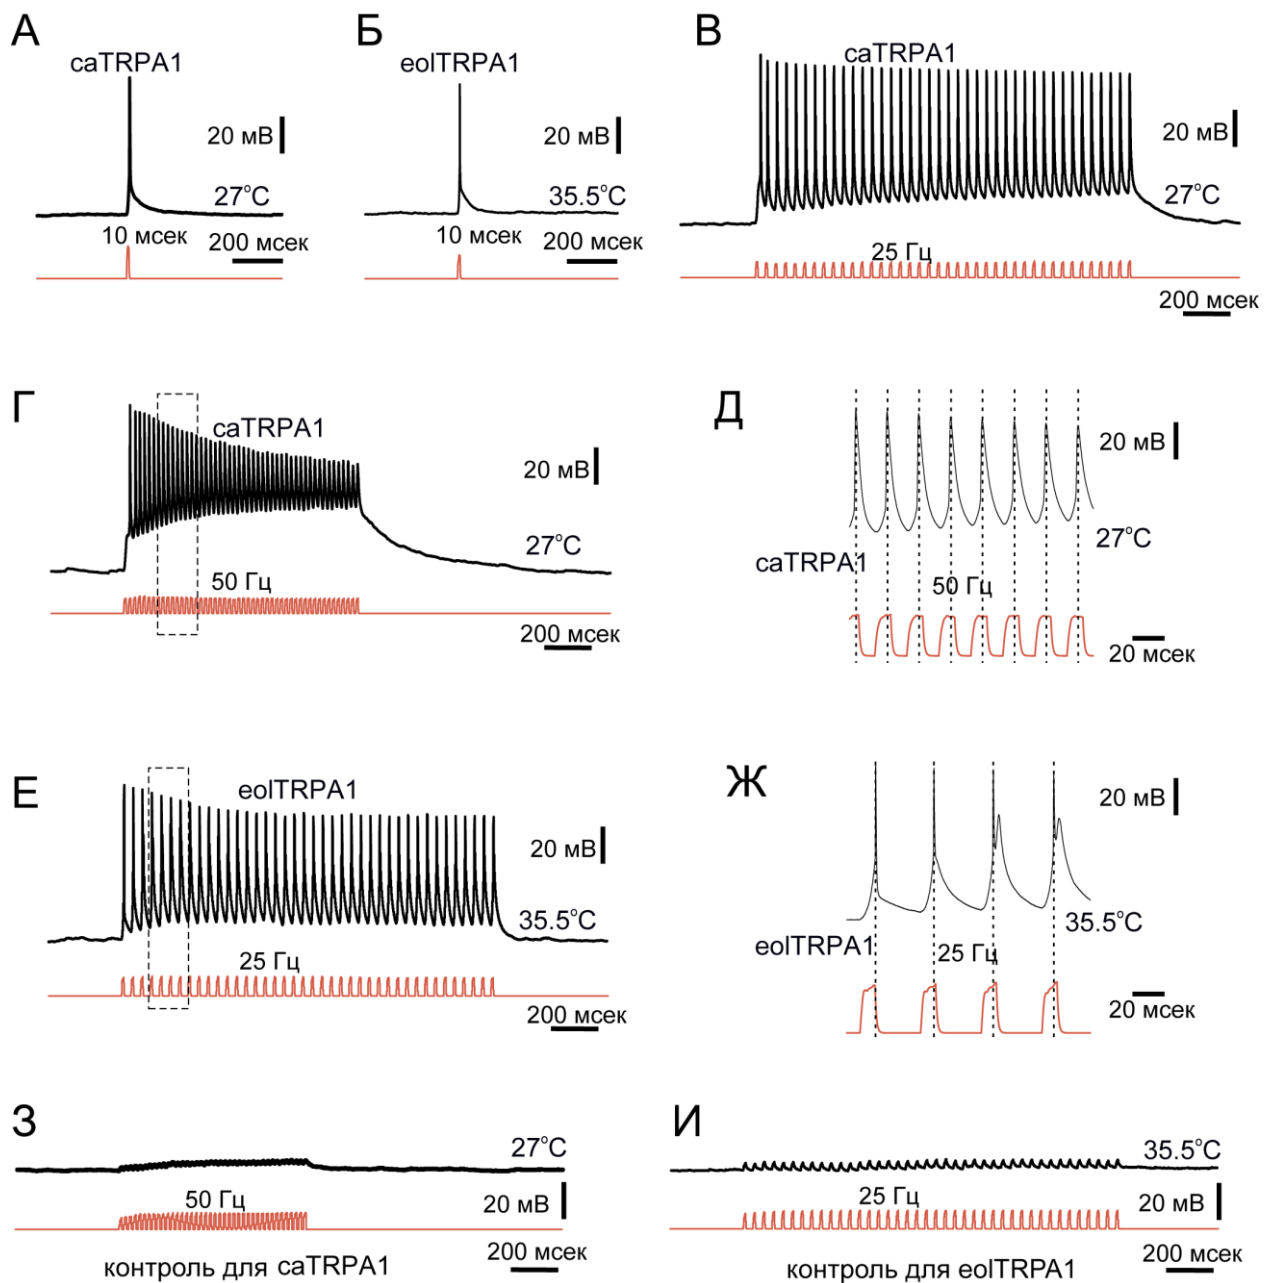 А
caTRPA1
20 мВ
27°C
10 мсек
200 мсек
Б
eolTRPA1
20 мВ
35.5°C
10 мсек
200 мсек
В
caTRPA1
20 мВ
27°C
25 Гц
200 мсек
Г
caTRPA1
20 мВ
27°C
50 Гц
200 мсек
Д
20 мВ
27°C
caTRPA1
50 Гц
20 мсек
Е
eolTRPA1
20 мВ
35.5°C
25 Гц
200 мсек
Ж
20 мВ
35.5°C
eolTRPA1
25 Гц
20 мсек
З
27°C
50 Гц
20 мВ
200 мсек
контроль для caTRPA1
И
35.5°C
25 Гц
20 мВ
200 мсек
контроль для eolTRPA1